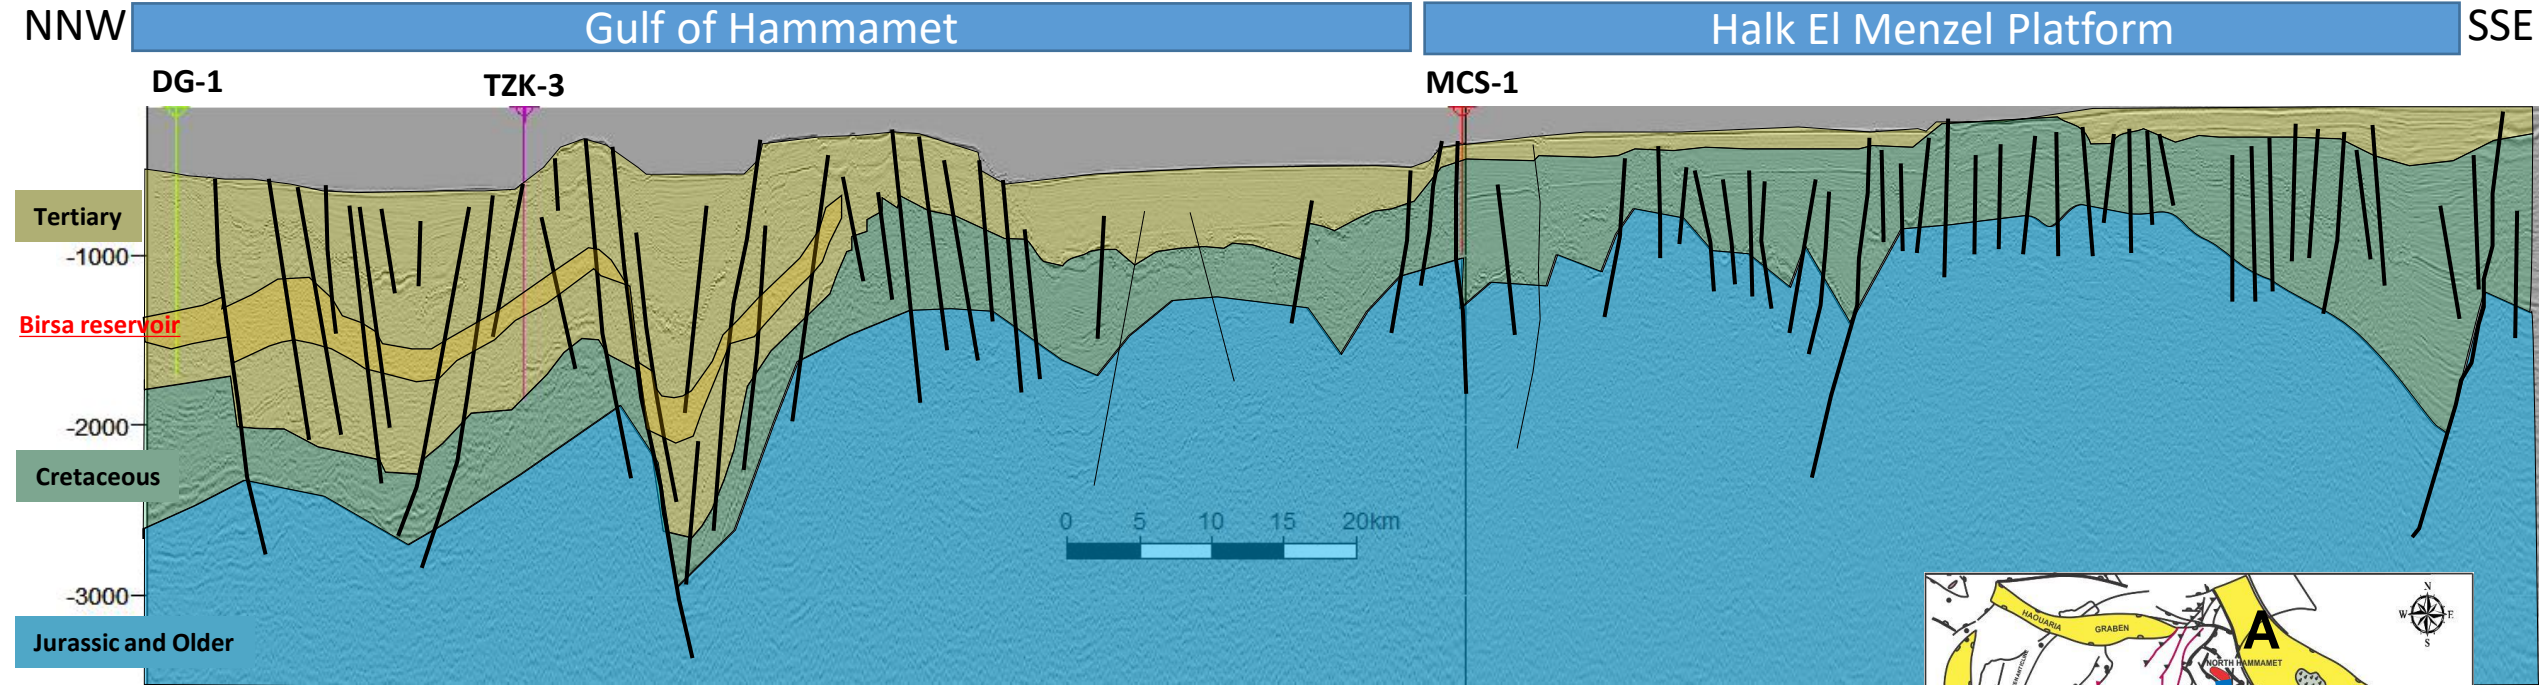 NNW
Gulf of Hammamet
Halk El Menzel Platform
SSE
DG-1
TZK-3
MCS-1
Tertiary
-1000
Birsa reservoir
-2000
Cretaceous
0 5 10 15 20km
-3000
Jurassic and Older
N
W E
S
HAOUARIA GRABEN
A
NORTH HAMMAMET